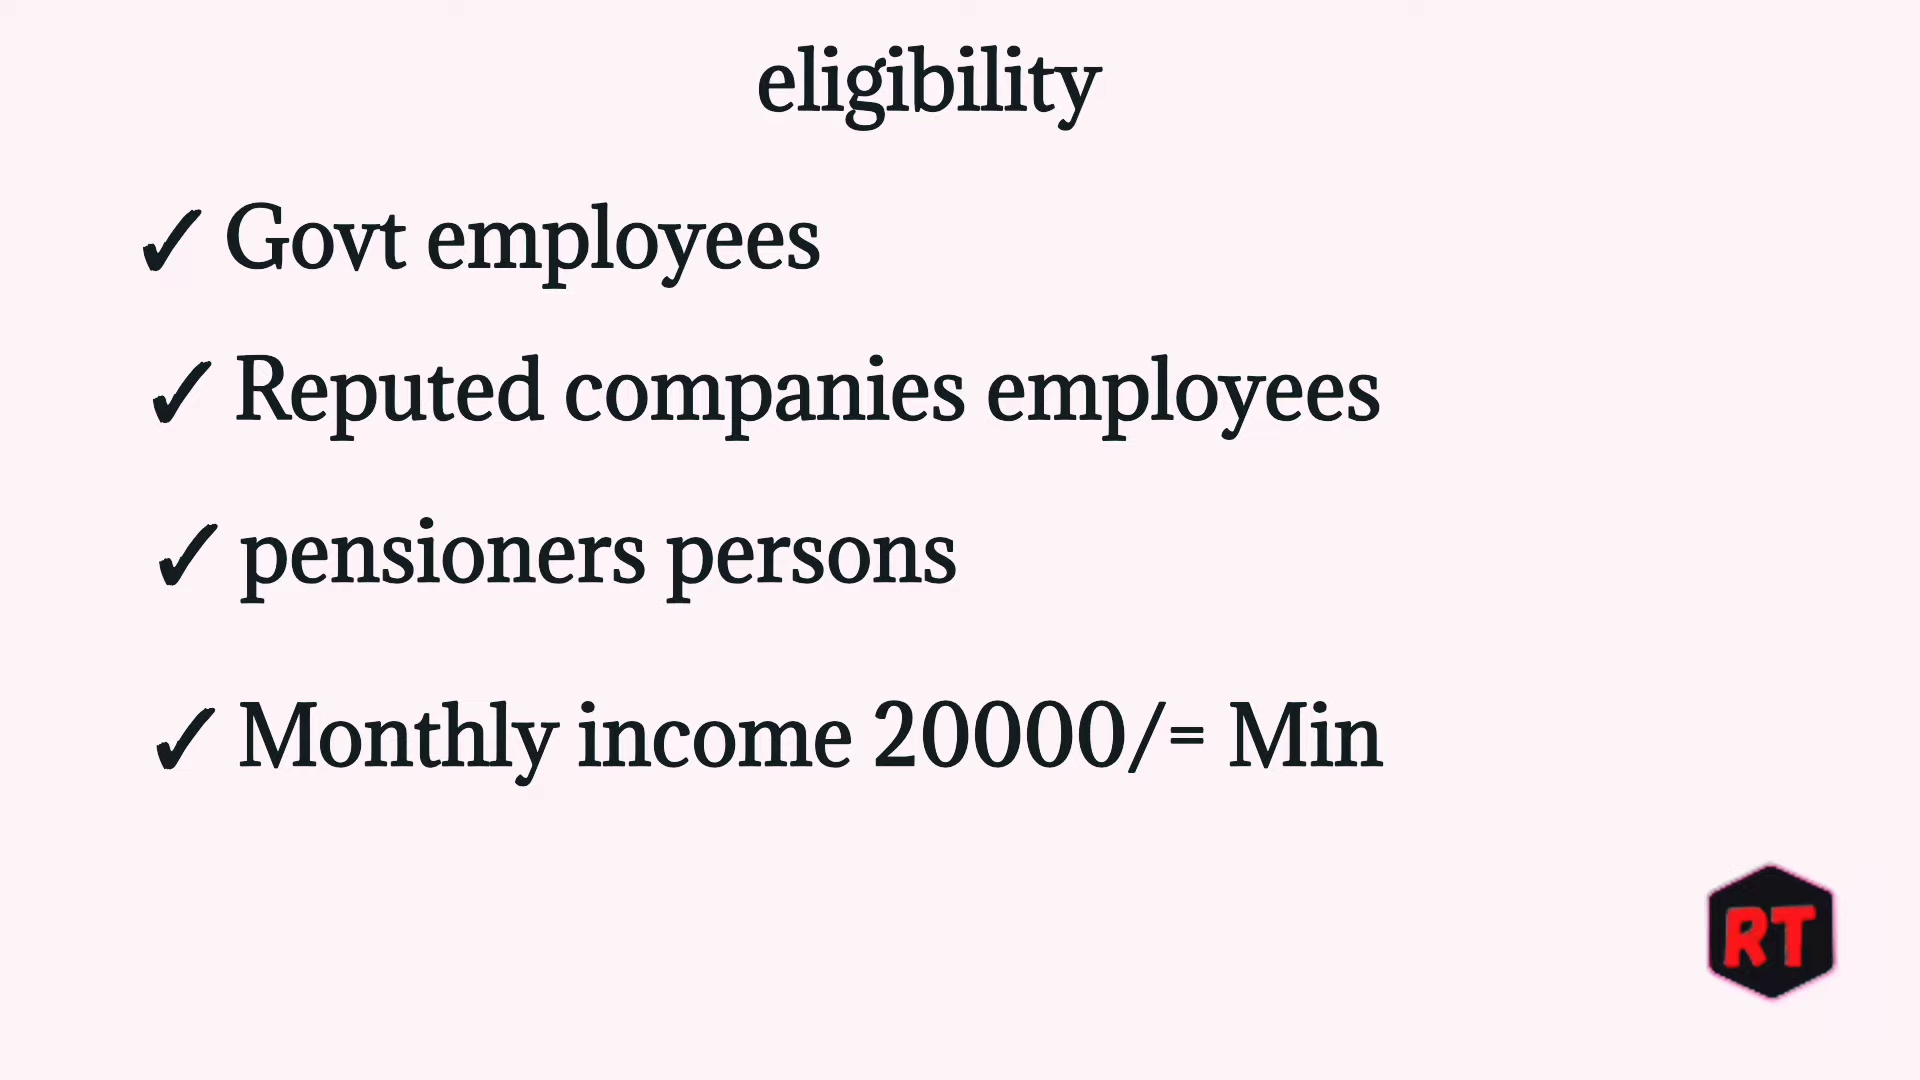 eligibility
✓ Govt employees
✓ Reputed companies employees
✓ pensioners persons
✓ Monthly income 20000/= Min
RT